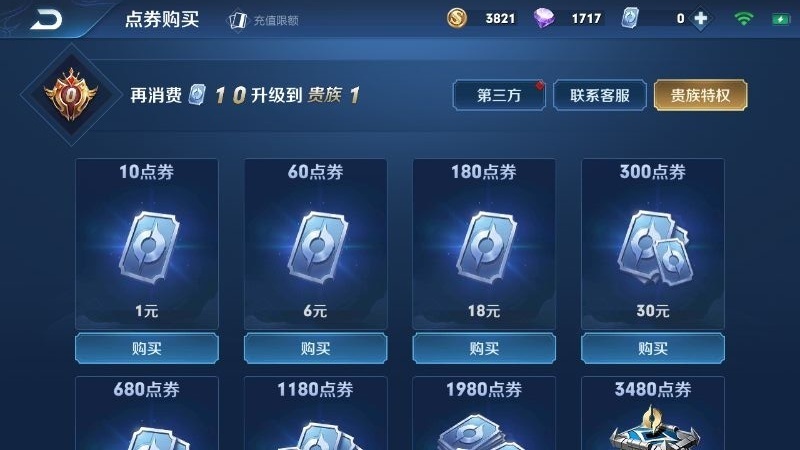 点券购买 充值限额 3821 1717 0
0 再消费 10升级到 贵族 1 第三方 联系客服 贵族特权
10点券 60点券 180点券 300点券
1元 6元 18元 30元
购买 购买 购买 购买
680点券 1180点券 1980点券 3480点券